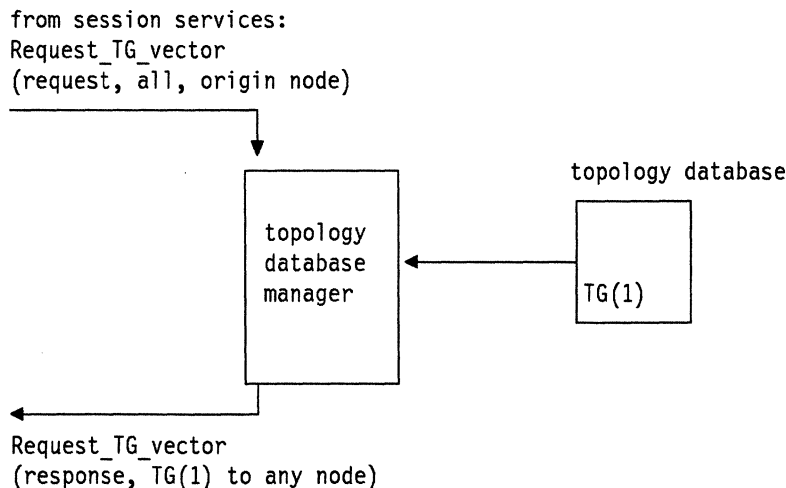 from session services:
Request_TG_vector
(request, all, origin node)
topology database
topology
database
manager
TG(1)
Request_TG_vector
(response, TG(1) to any node)